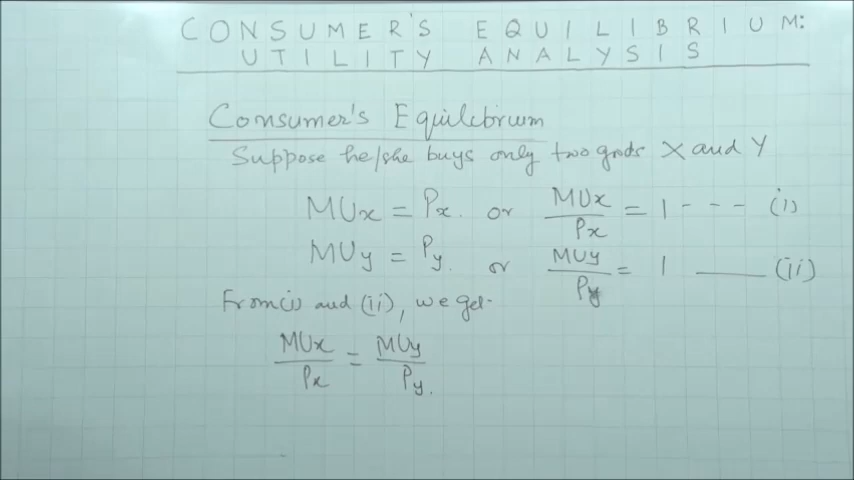 CONSUMER'S EQUILIBRIUM:
UTILITY ANALYSIS
Consumer's Equilibrium
Suppose he/she buys only two goods X and Y
MUx = Px. or MUx/Px = 1 - - - (i)
MUy = Py. or MUy/Py = 1 —— (ii)
From (i) and (ii), we get.
MUx/Px = MUy/Py.